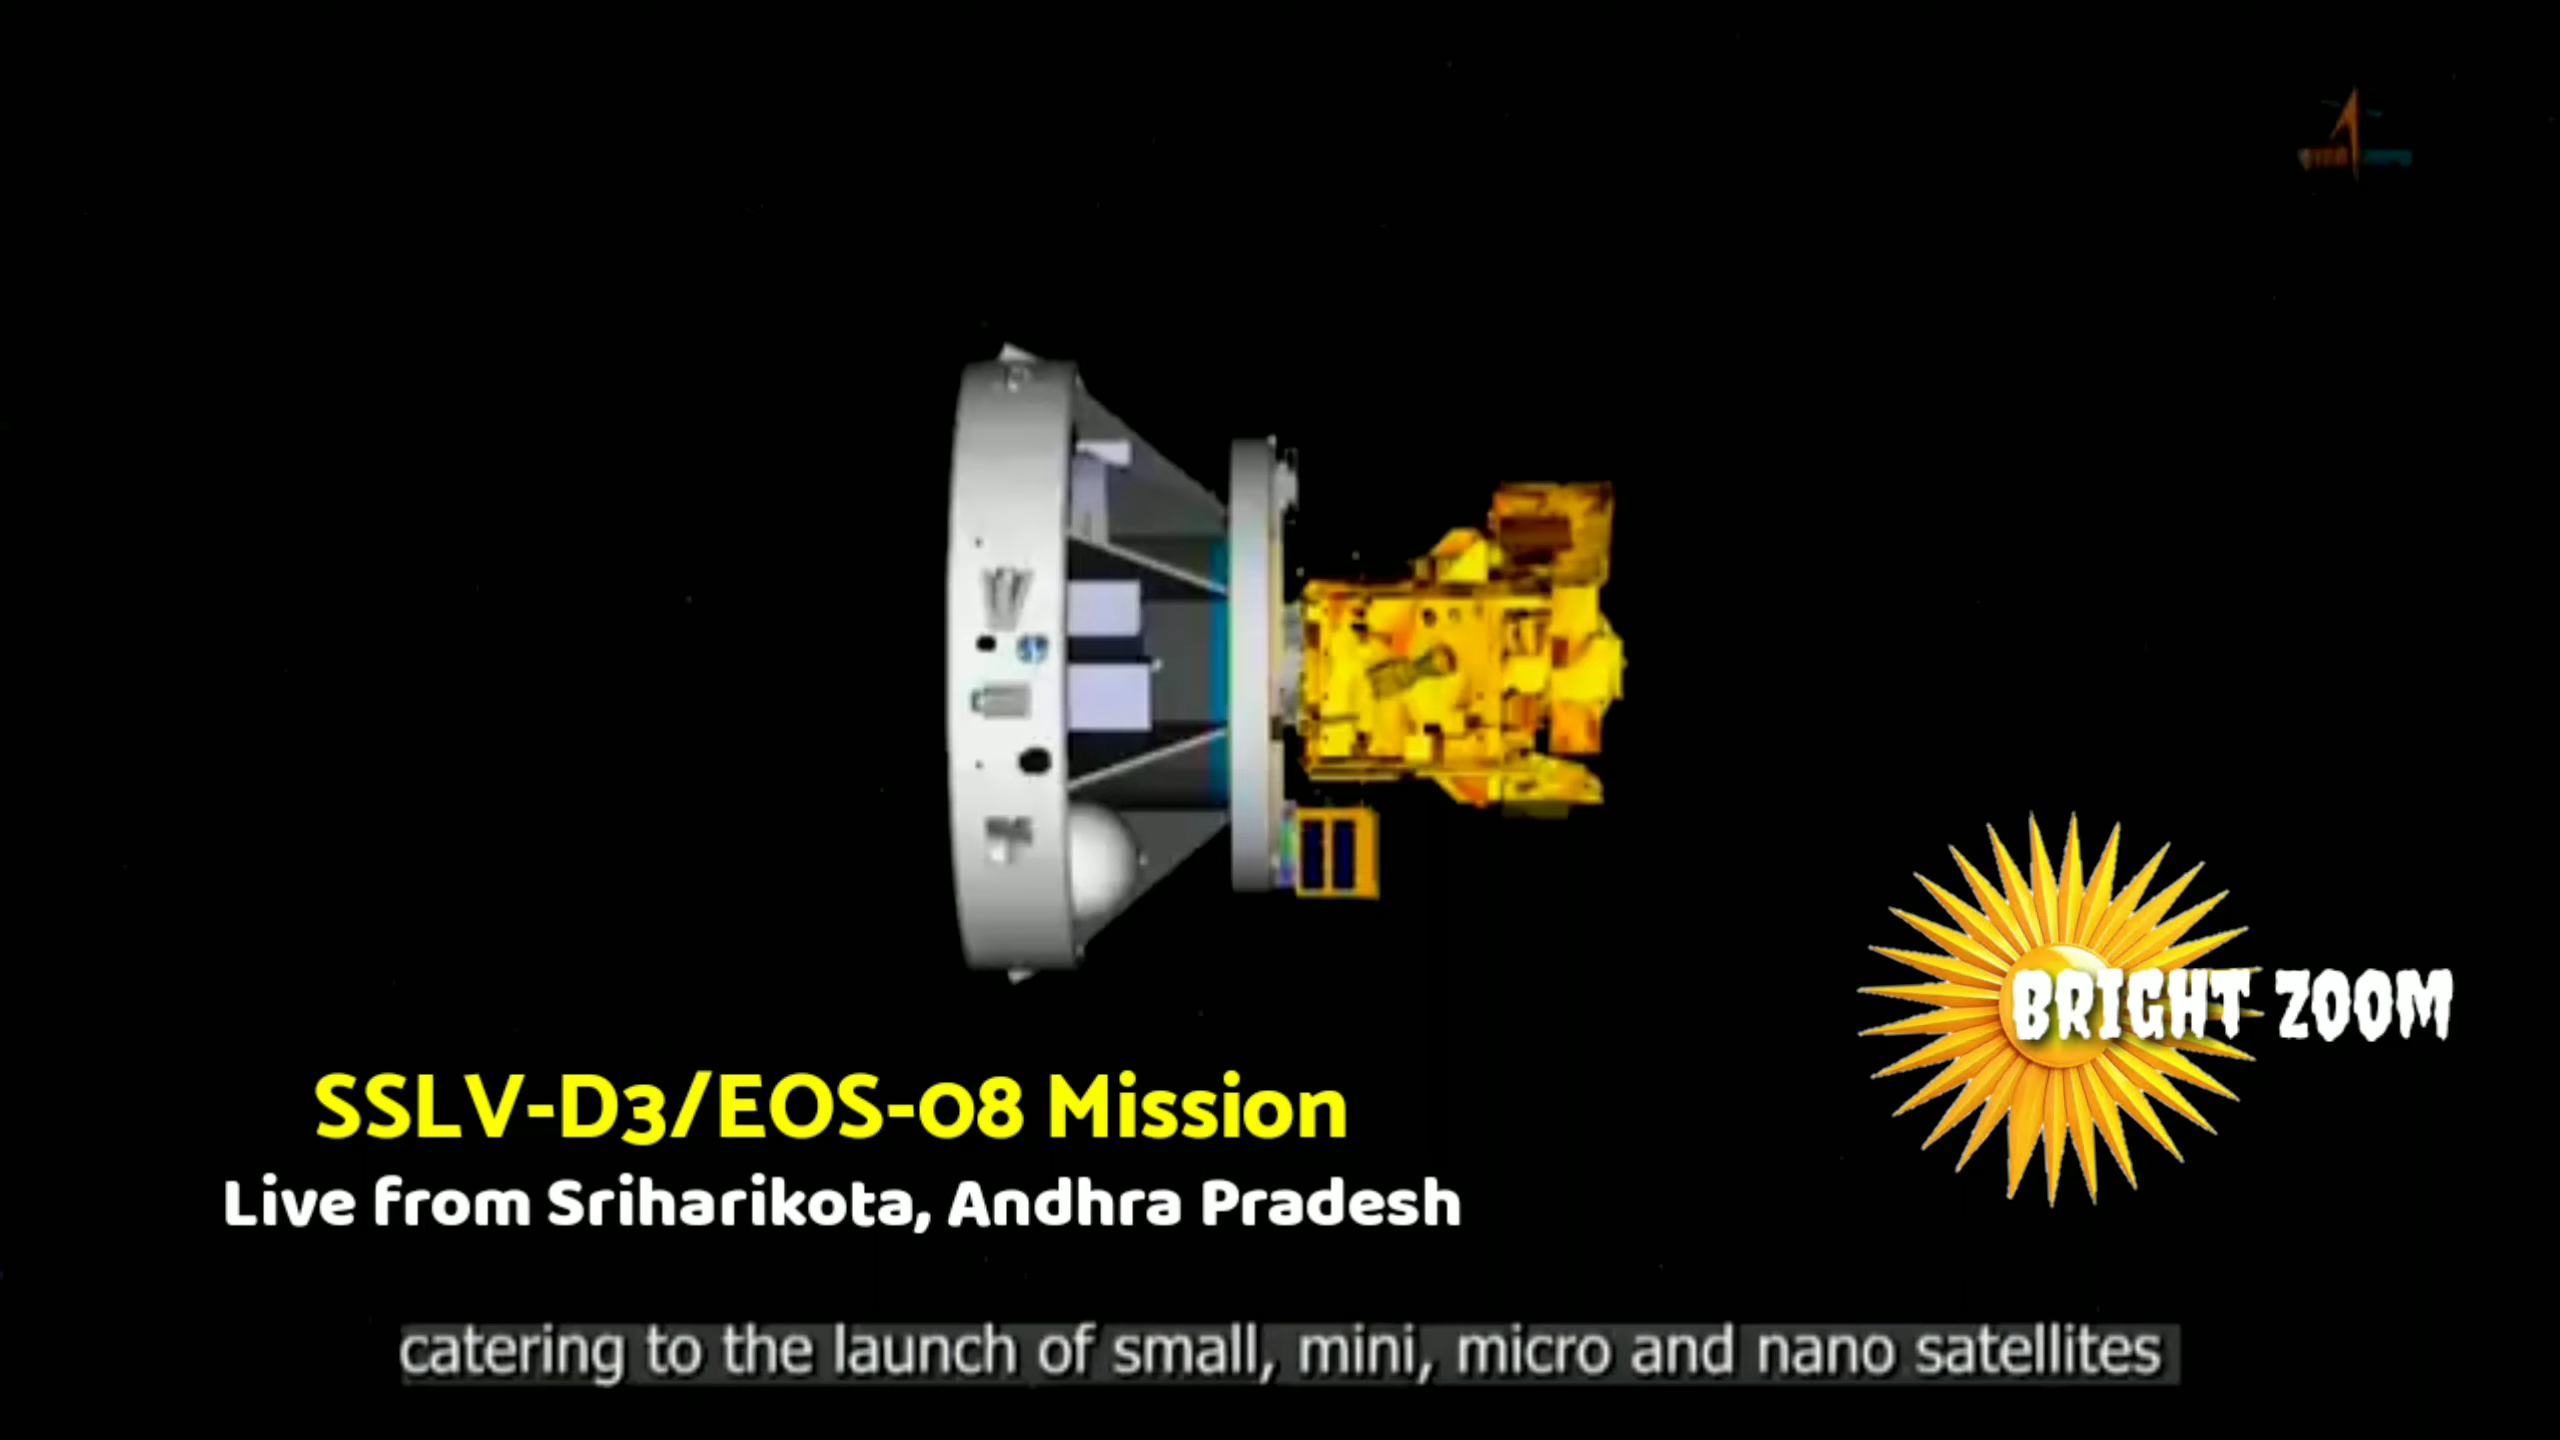 BRIGHT ZOOM
SSLV-D3/EOS-08 Mission
Live from Sriharikota, Andhra Pradesh
catering to the launch of small, mini, micro and nano satellites